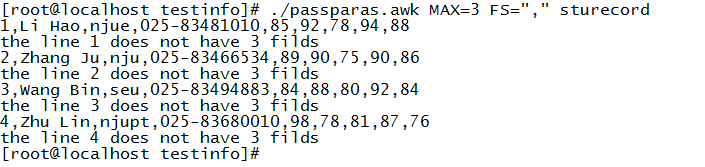 [root@localhost testinfo]# ./passparas.awk MAX=3 FS="," sturecord
1,Li Hao,njue,025-83481010,85,92,78,94,88
the line 1 does not have 3 filds
2,Zhang Ju,nju,025-83466534,89,90,75,90,86
the line 2 does not have 3 filds
3,Wang Bin,seu,025-83494883,84,88,80,92,84
the line 3 does not have 3 filds
4,Zhu Lin,njupt,025-83680010,98,78,81,87,76
the line 4 does not have 3 filds
[root@localhost testinfo]#